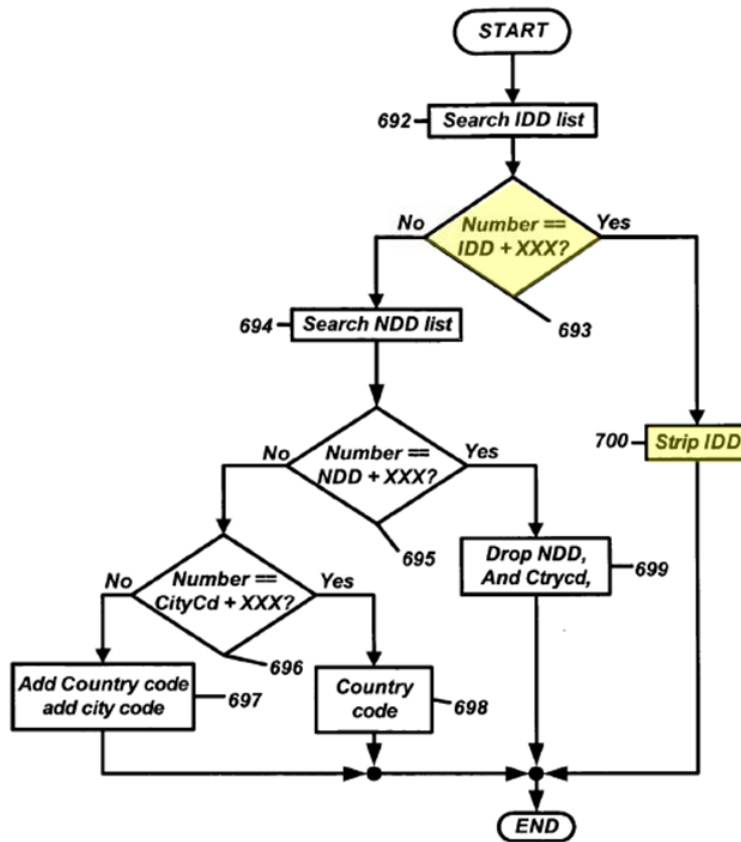 START
692
Search IDD list
No
Number ==
IDD + XXX?
Yes
693
694
Search NDD list
700
Strip IDD
No
Number ==
NDD + XXX?
Yes
695
Drop NDD,
And Ctrycd,
699
No
Number ==
CityCd + XXX?
Yes
696
Add Country code
add city code
697
Country
code
698
END